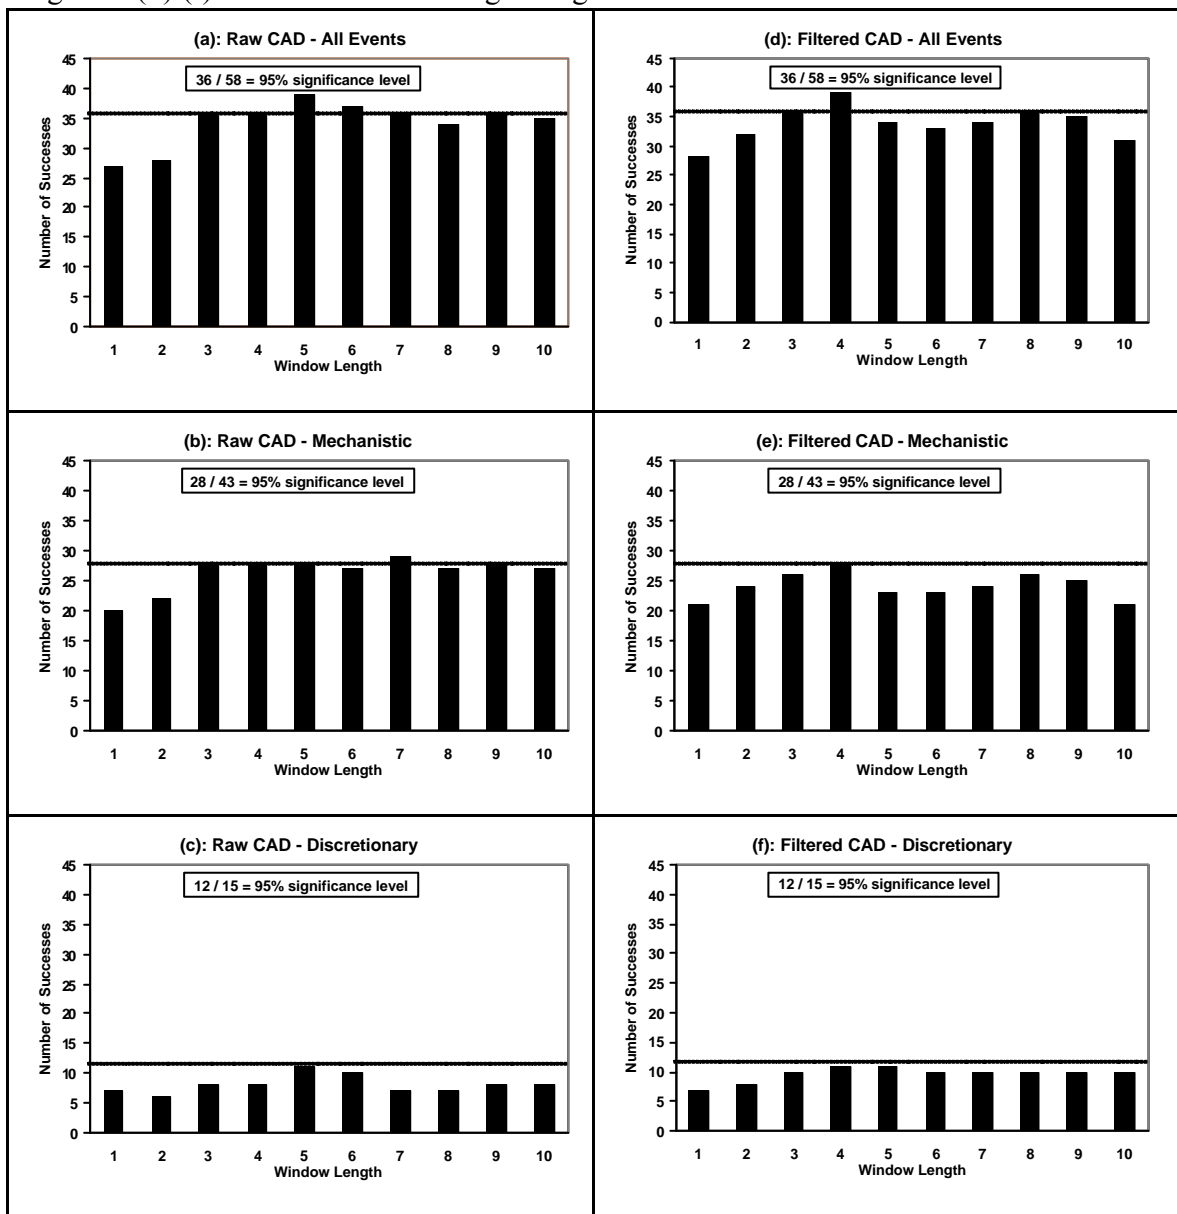 (a): Raw CAD - All Events
36 / 58 = 95% significance level
Number of Successes
45
40
35
30
25
20
15
10
5
0
1 2 3 4 5 6 7 8 9 10
Window Length
(d): Filtered CAD - All Events
36 / 58 = 95% significance level
Number of Successes
45
40
35
30
25
20
15
10
5
0
1 2 3 4 5 6 7 8 9 10
Window Length
(b): Raw CAD - Mechanistic
28 / 43 = 95% significance level
Number of Successes
45
40
35
30
25
20
15
10
5
0
1 2 3 4 5 6 7 8 9 10
Window Length
(e): Filtered CAD - Mechanistic
28 / 43 = 95% significance level
Number of Successes
45
40
35
30
25
20
15
10
5
0
1 2 3 4 5 6 7 8 9 10
Window Length
(c): Raw CAD - Discretionary
12 / 15 = 95% significance level
Number of Successes
45
40
35
30
25
20
15
10
5
0
1 2 3 4 5 6 7 8 9 10
Window Length
(f): Filtered CAD - Discretionary
12 / 15 = 95% significance level
Number of Successes
45
40
35
30
25
20
15
10
5
0
1 2 3 4 5 6 7 8 9 10
Window Length